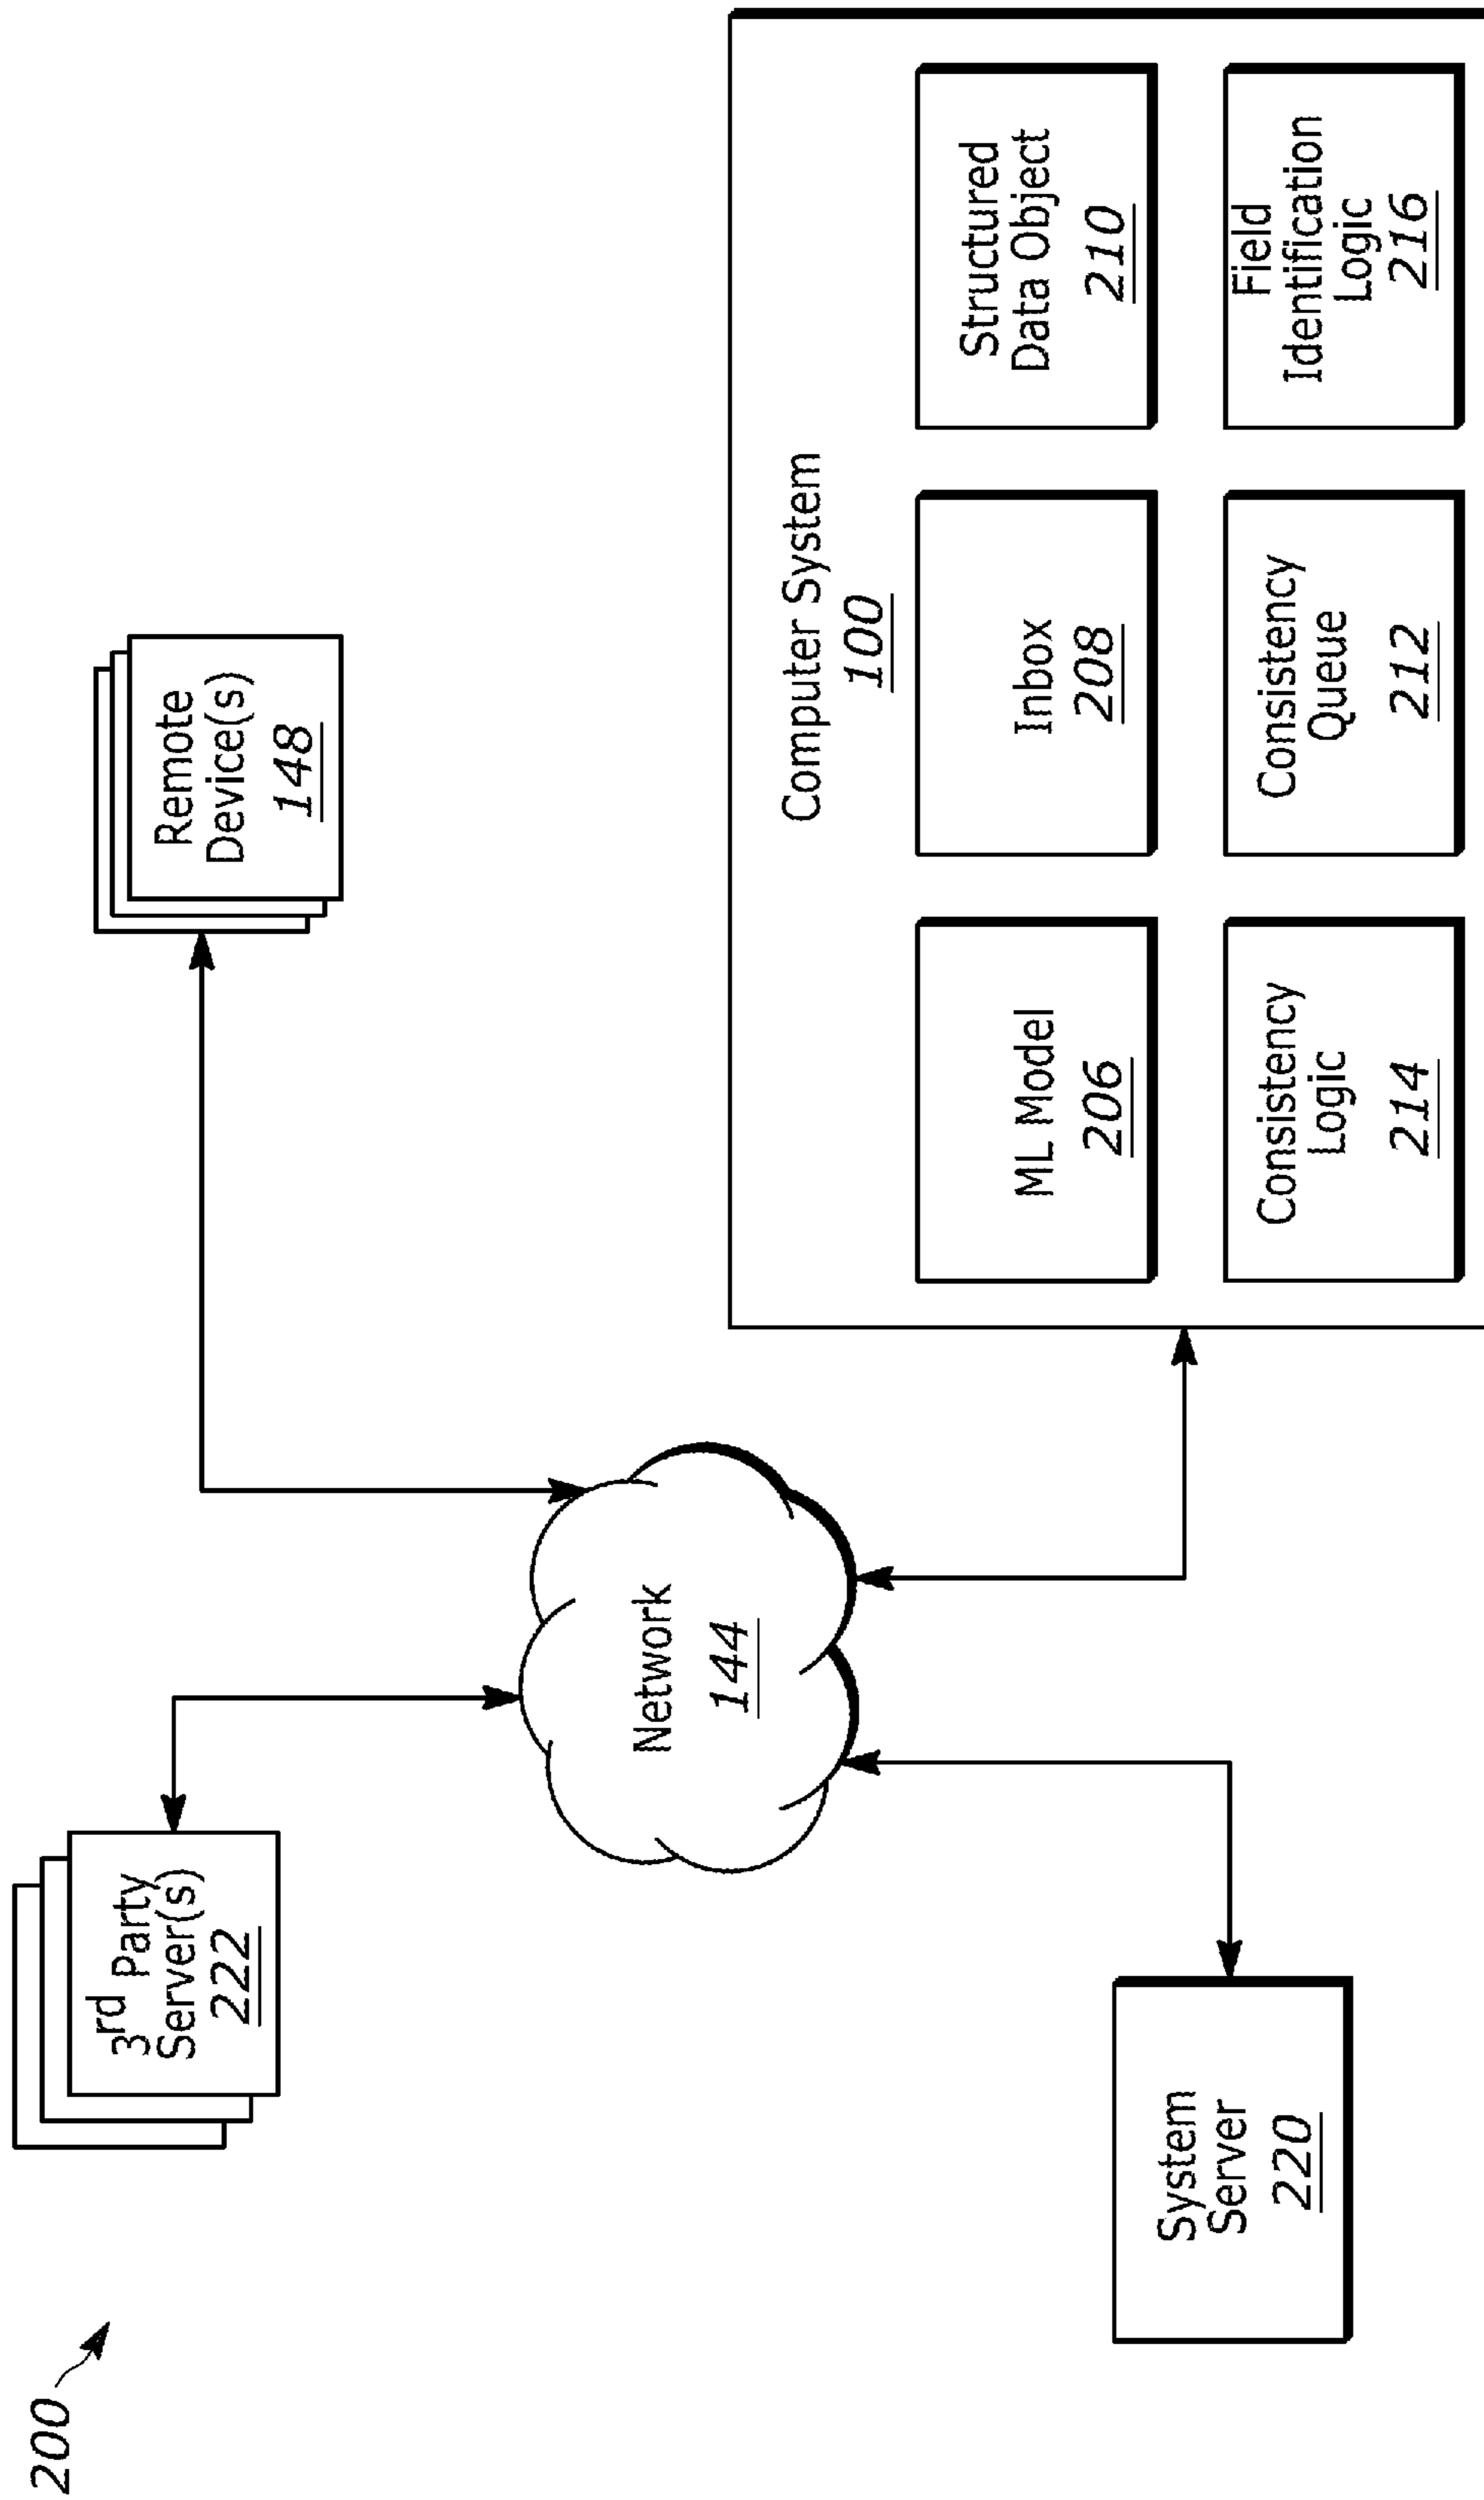 200
3rd Party
Server(s)
222
Remote
Device(s)
148
Network
144
System
Server
220
Computer System
100
ML Model
206
Inbox
208
Structured
Data Object
210
Consistency
Logic
214
Consistency
Queue
212
Field
Identification
Logic
216